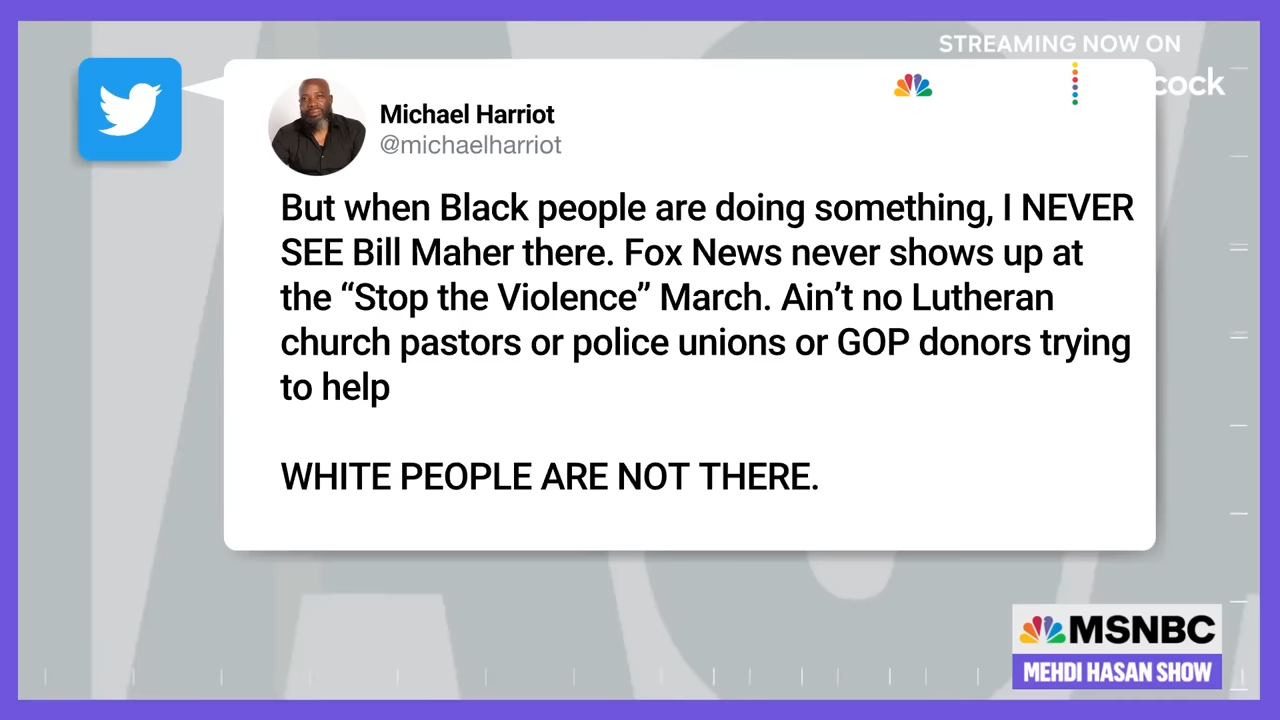 STREAMING NOW ON
cock
Michael Harriot
@michaelharriot
But when Black people are doing something, I NEVER
SEE Bill Maher there. Fox News never shows up at
the “Stop the Violence” March. Ain’t no Lutheran
church pastors or police unions or GOP donors trying
to help
WHITE PEOPLE ARE NOT THERE.
MSNBC
MEHDI HASAN SHOW